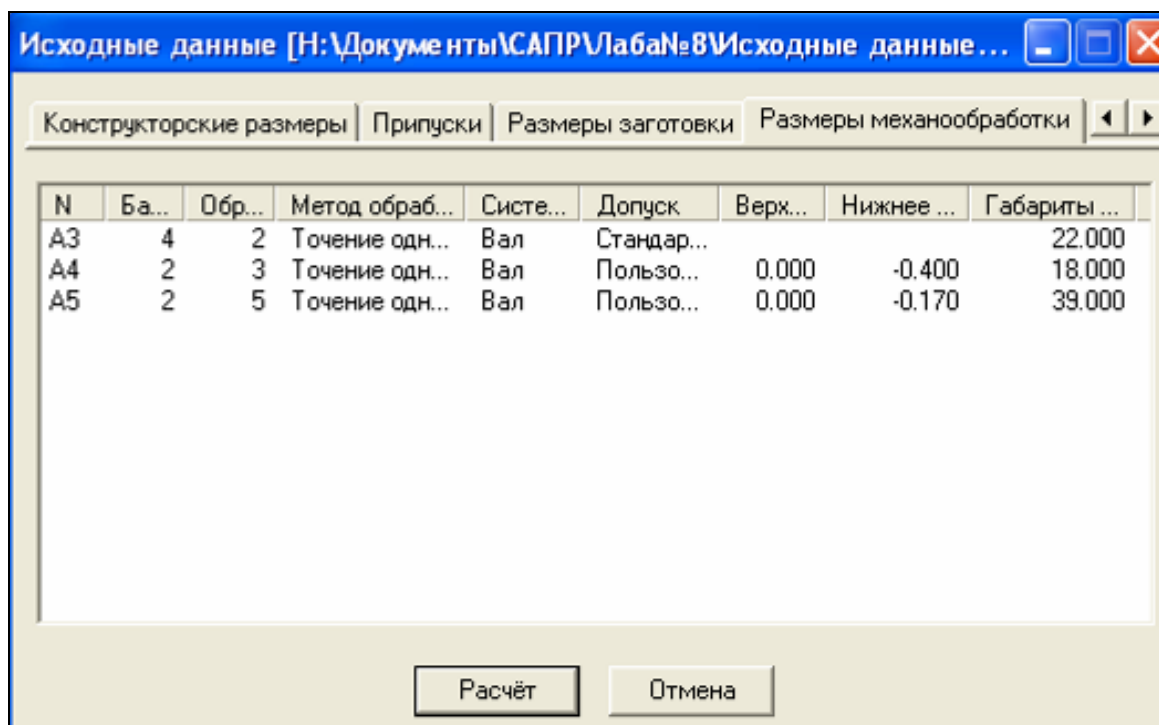 Исходные данные [H:\Документы\САПР\Лаба№8\Исходные данные...
Конструкторские размеры Припуски Размеры заготовки Размеры механообработки
N Ба... Обр... Метод обраб... Систе... Допуск Верх... Нижнее ... Габариты ...
A3 4 2 Точение одн... Вал Стандар... 22.000
A4 2 3 Точение одн... Вал Пользо... 0.000 -0.400 18.000
A5 2 5 Точение одн... Вал Пользо... 0.000 -0.170 39.000
Расчёт Отмена